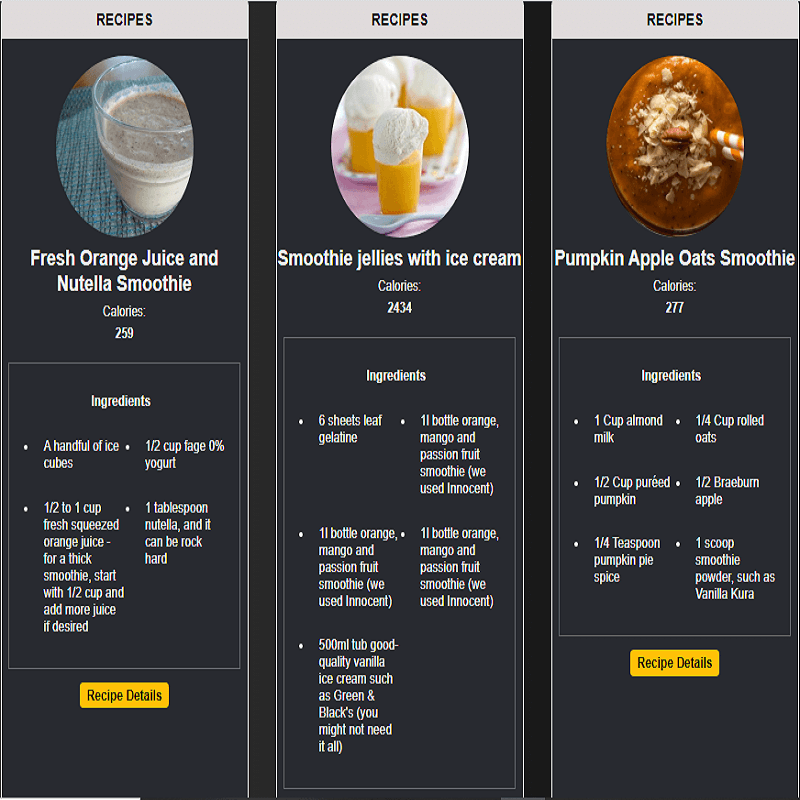 RECIPES
Fresh Orange Juice and
Nutella Smoothie
Calories:
259
Ingredients
A handful of ice
cubes
1/2 cup fage 0%
yogurt
1/2 to 1 cup
fresh squeezed
orange juice -
for a thick
smoothie, start
with 1/2 cup and
add more juice
if desired
1 tablespoon
nutella, and it
can be rock
hard
Recipe Details
RECIPES
Smoothie jellies with ice cream
Calories:
2434
Ingredients
6 sheets leaf
gelatine
1l bottle orange,
mango and
passion fruit
smoothie (we
used Innocent)
1l bottle orange,
mango and
passion fruit
smoothie (we
used Innocent)
1l bottle orange,
mango and
passion fruit
smoothie (we
used Innocent)
500ml tub good-
quality vanilla
ice cream such
as Green &
Black's (you
might not need
it all)
RECIPES
Pumpkin Apple Oats Smoothie
Calories:
277
Ingredients
1 Cup almond
milk
1/4 Cup rolled
oats
1/2 Cup puréed
pumpkin
1/2 Braeburn
apple
1/4 Teaspoon
pumpkin pie
spice
1 scoop
smoothie
powder, such as
Vanilla Kura
Recipe Details